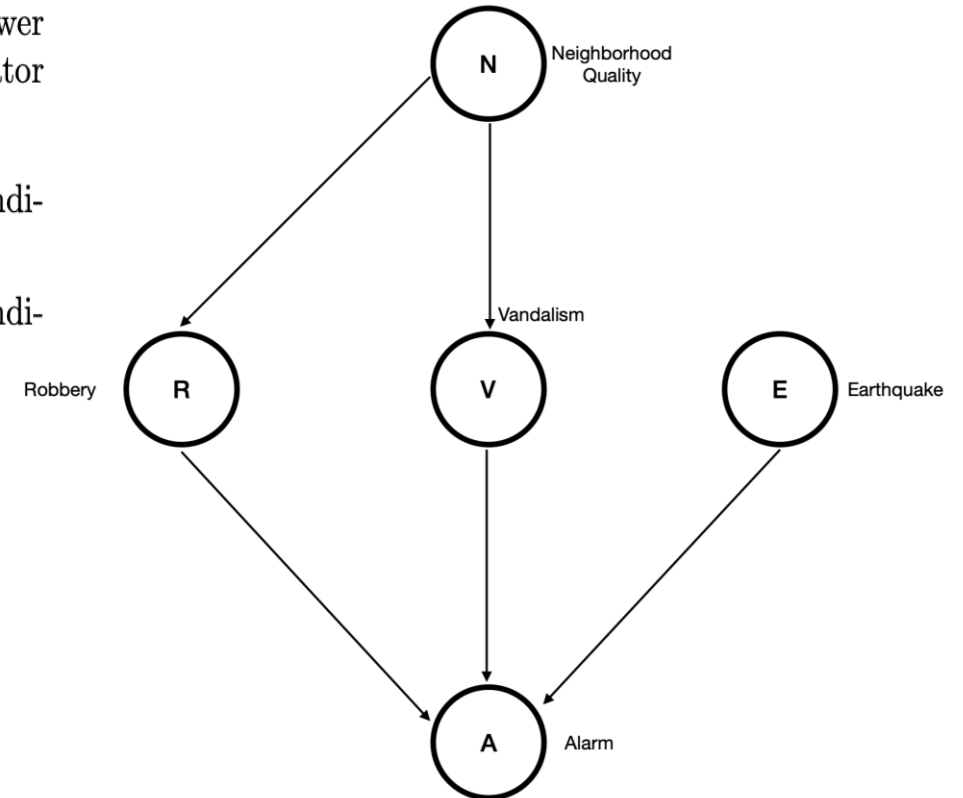 N
Neighborhood
Quality
Vandalism
Robbery
R
V
E
Earthquake
A
Alarm